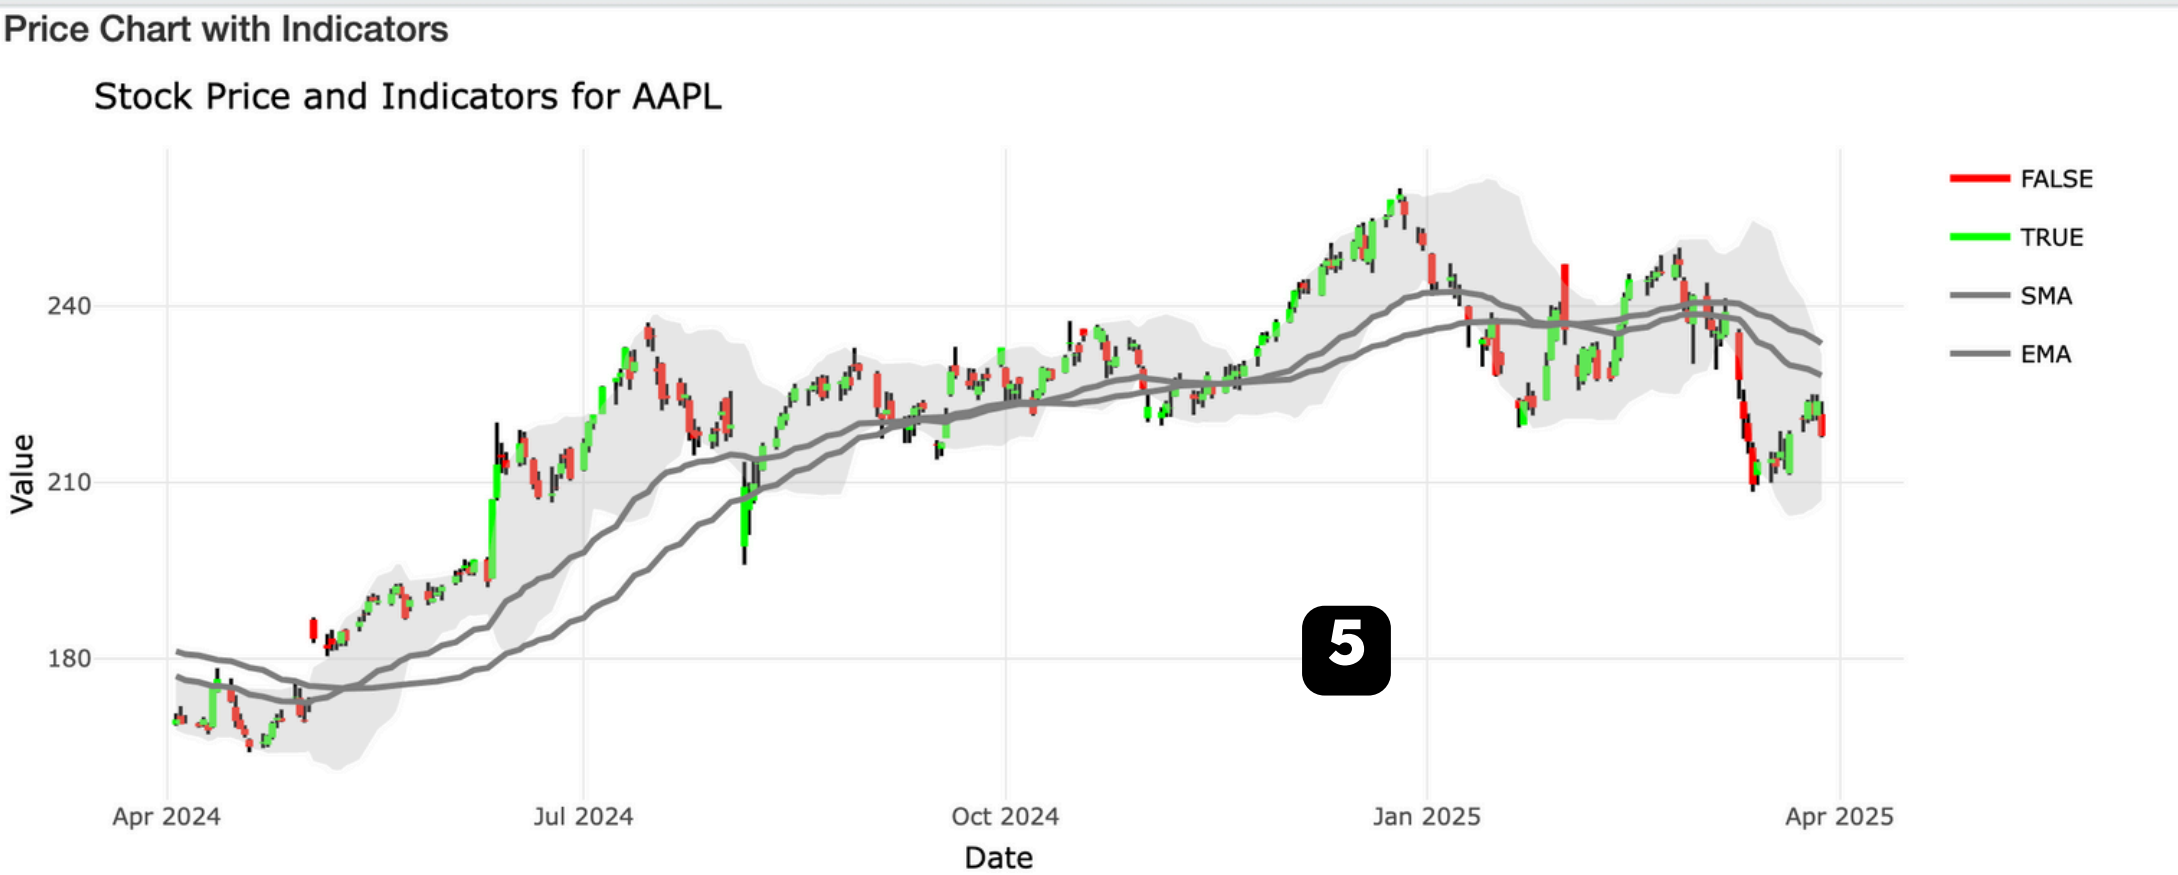 Price Chart with Indicators
Stock Price and Indicators for AAPL
FALSE
TRUE
SMA
EMA
Value
240
210
180
5
Apr 2024
Jul 2024
Oct 2024
Jan 2025
Apr 2025
Date